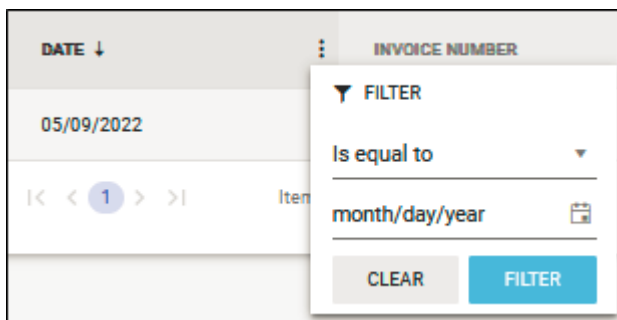 DATE ↓
INVOICE NUMBER
FILTER
05/09/2022
Is equal to
1
month/day/year
CLEAR
FILTER